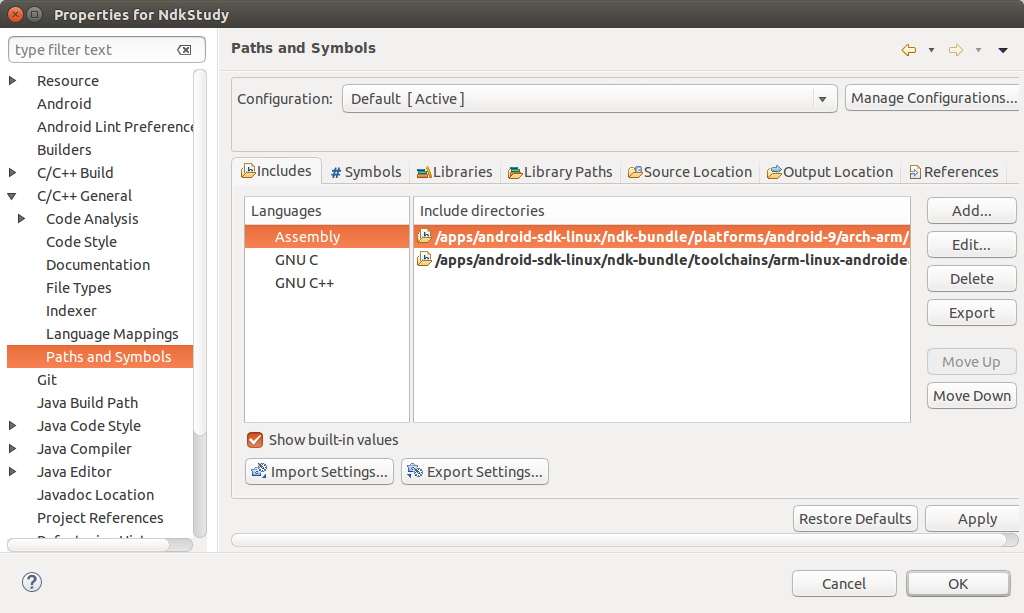 Properties for NdkStudy
type filter text
Resource
Android
Android Lint Preference
Builders
C/C++ Build
C/C++ General
Code Analysis
Code Style
Documentation
File Types
Indexer
Language Mappings
Paths and Symbols
Git
Java Build Path
Java Code Style
Java Compiler
Java Editor
Javadoc Location
Project References
Paths and Symbols
Configuration:
Default [ Active ]
Manage Configurations...
Includes
# Symbols
Libraries
Library Paths
Source Location
Output Location
References
Languages
Assembly
GNU C
GNU C++
Include directories
/apps/android-sdk-linux/ndk-bundle/platforms/android-9/arch-arm/
/apps/android-sdk-linux/ndk-bundle/toolchains/arm-linux-androide
Add...
Edit...
Delete
Export
Move Up
Move Down
Show built-in values
Import Settings...
Export Settings...
Restore Defaults
Apply
?
Cancel
OK